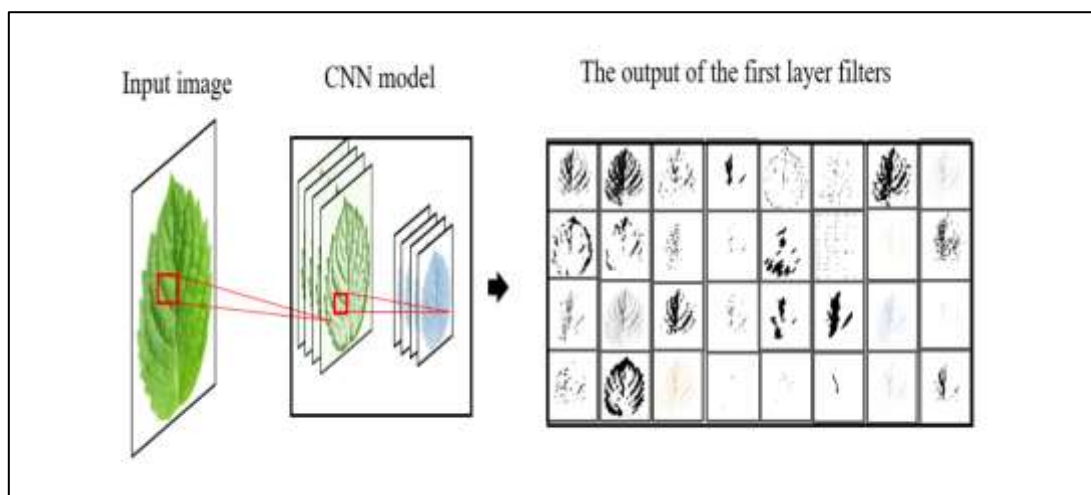 Input image
CNN model
The output of the first layer filters